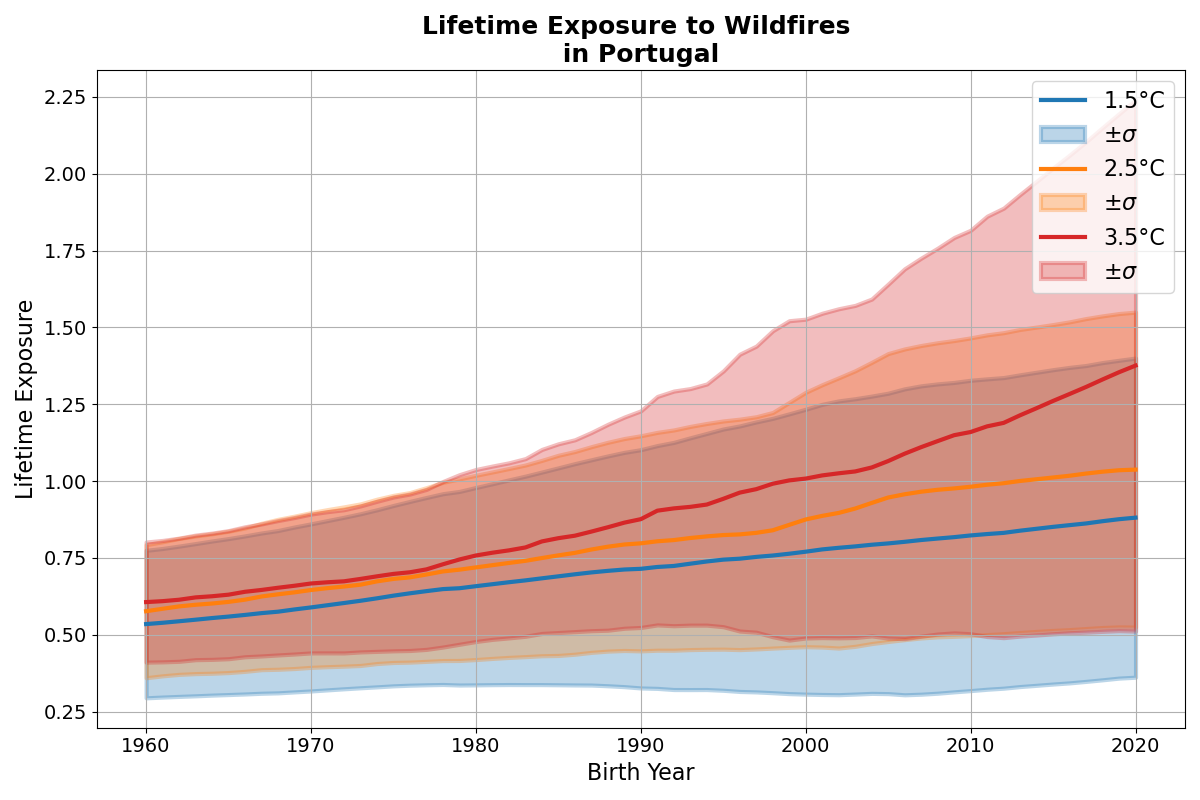 Lifetime Exposure to Wildfires
in Portugal
Lifetime Exposure
2.25
2.00
1.75
1.50
1.25
1.00
0.75
0.50
0.25
1.5°C
±σ
2.5°C
±σ
3.5°C
±σ
1960
1970
1980
1990
2000
2010
2020
Birth Year